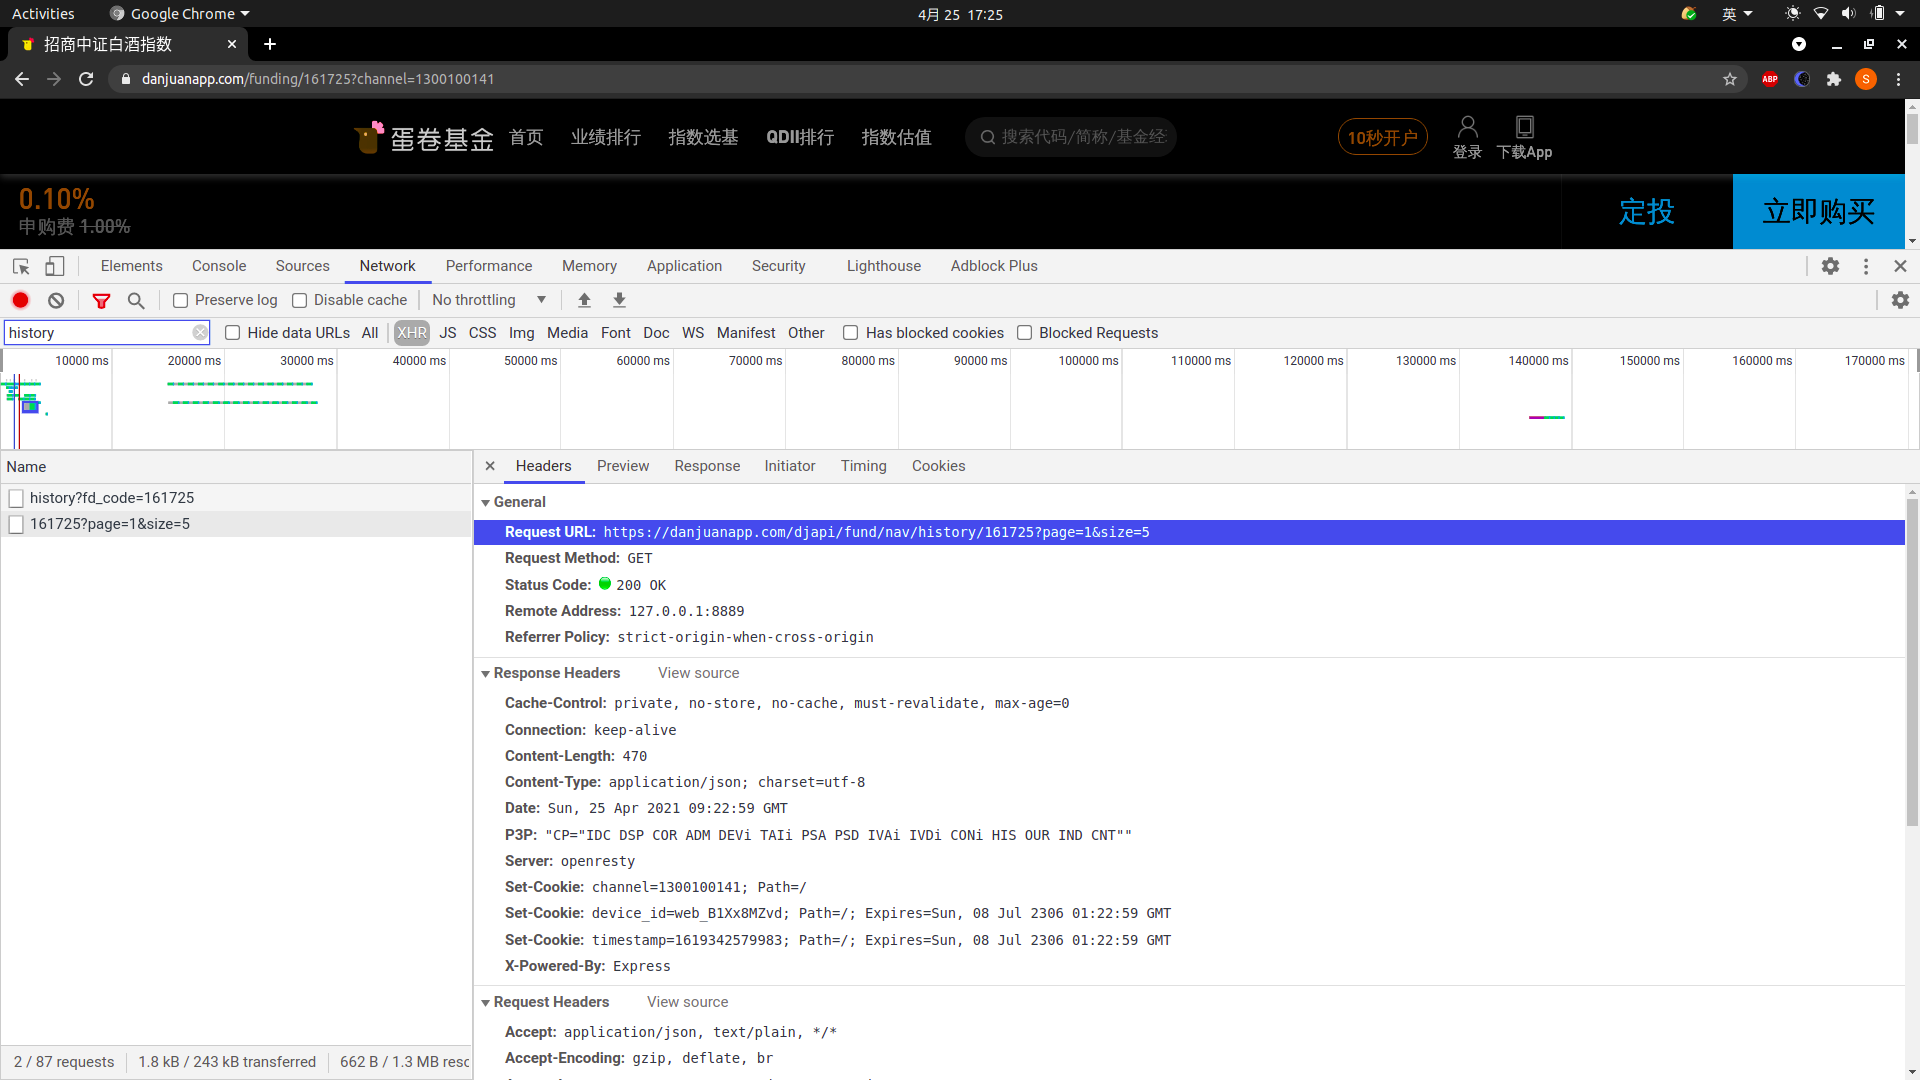 Activities
Google Chrome
4月 25 17:25
英
招商中证白酒指数
danjuanapp.com/funding/161725?channel=1300100141
ABP
S
蛋卷基金
首页
业绩排行
指数选基
QDII排行
指数估值
搜索代码/简称/基金经
10秒开户
登录
下载App
0.10%
申购费 1.00%
定投
立即购买
Elements
Console
Sources
Network
Performance
Memory
Application
Security
Lighthouse
Adblock Plus
Preserve log
Disable cache
No throttling
history
Hide data URLs
All
XHR
JS
CSS
Img
Media
Font
Doc
WS
Manifest
Other
Has blocked cookies
Blocked Requests
10000 ms
20000 ms
30000 ms
40000 ms
50000 ms
60000 ms
70000 ms
80000 ms
90000 ms
100000 ms
110000 ms
120000 ms
130000 ms
140000 ms
150000 ms
160000 ms
170000 ms
Name
history?fd_code=161725
161725?page=1&size=5
2 / 87 requests
1.8 kB / 243 kB transferred
662 B / 1.3 MB resc
Headers
Preview
Response
Initiator
Timing
Cookies
General
Request URL: https://danjuanapp.com/djapi/fund/nav/history/161725?page=1&size=5
Request Method: GET
Status Code: 200 OK
Remote Address: 127.0.0.1:8889
Referrer Policy: strict-origin-when-cross-origin
Response Headers
View source
Cache-Control: private, no-store, no-cache, must-revalidate, max-age=0
Connection: keep-alive
Content-Length: 470
Content-Type: application/json; charset=utf-8
Date: Sun, 25 Apr 2021 09:22:59 GMT
P3P: "CP="IDC DSP COR ADM DEVi TAIi PSA PSD IVAi IVDi CONi HIS OUR IND CNT""
Server: openresty
Set-Cookie: channel=1300100141; Path=/
Set-Cookie: device_id=web_B1Xx8MZvd; Path=/; Expires=Sun, 08 Jul 2306 01:22:59 GMT
Set-Cookie: timestamp=1619342579983; Path=/; Expires=Sun, 08 Jul 2306 01:22:59 GMT
X-Powered-By: Express
Request Headers
View source
Accept: application/json, text/plain, */*
Accept-Encoding: gzip, deflate, br